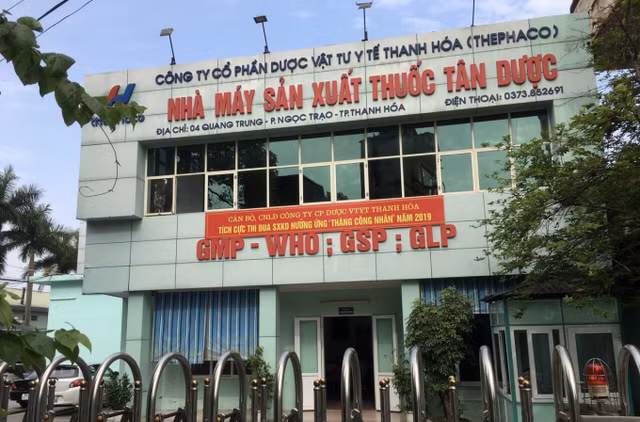 CÔNG TY CỔ PHẦN DƯỢC VẬT TƯ Y TẾ THANH HÓA (THEPHACO)
NHÀ MÁY SẢN XUẤT THUỐC TÂN DƯỢC
ĐỊA CHỈ: 04 QUANG TRUNG - P.NGỌC TRẠO - TP.THANH HÓA
ĐIỆN THOẠI: 0373.852691
CÁN BỘ, CNLĐ CÔNG TY CP DƯỢC VTYT THANH HÓA
TÍCH CỰC THI ĐUA SXKD HƯỞNG ỨNG "THÁNG CÔNG NHÂN" NĂM 2019
GMP - WHO ; GSP ; GLP